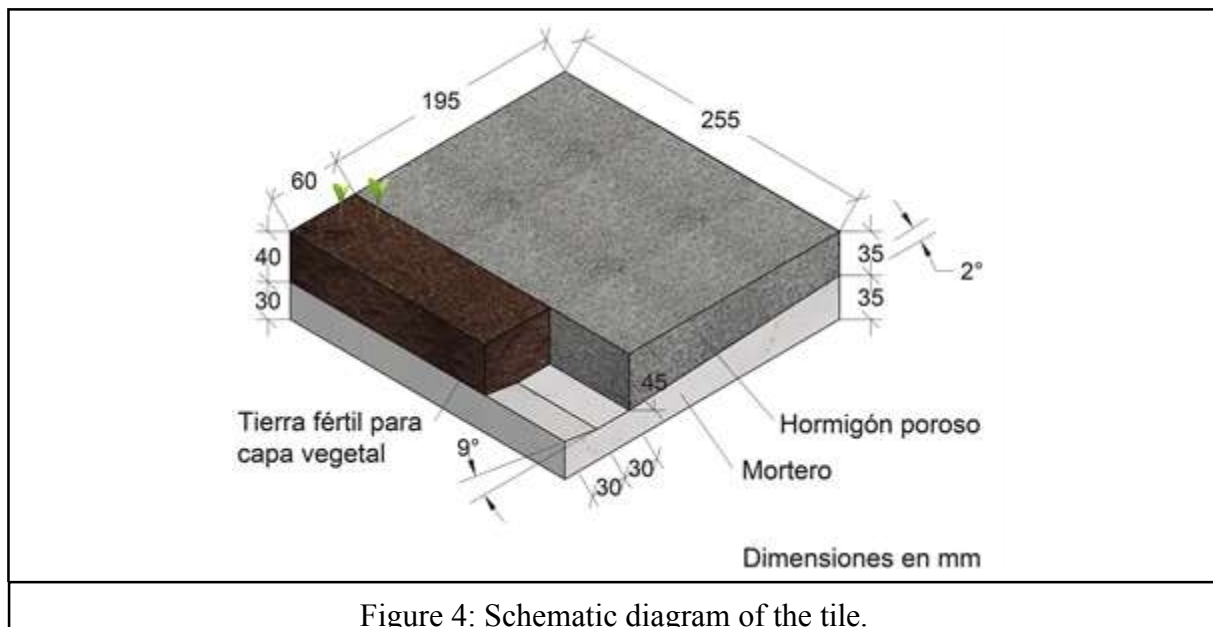 195
255
60
40
30
35
35
2°
45
Tierra fértil para
capa vegetal
9°
30
30
Hormigón poroso
Mortero
Dimensiones en mm
Figure 4: Schematic diagram of the tile.